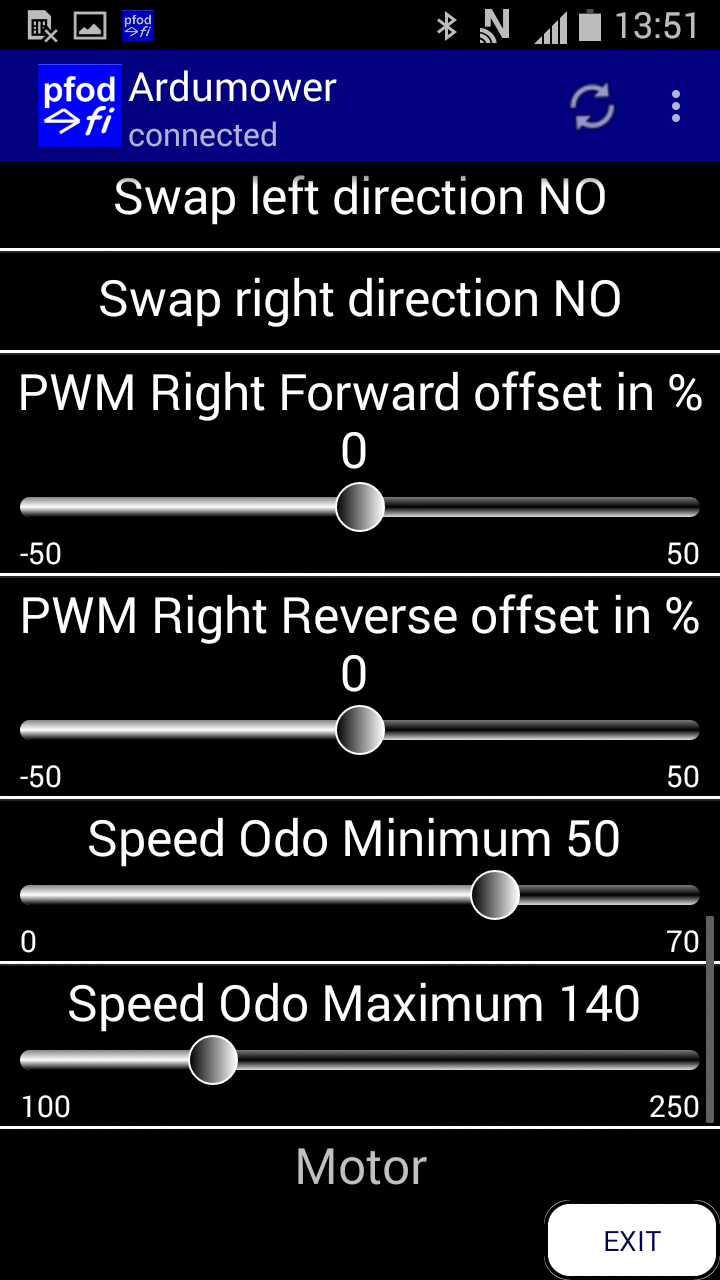 pfod
fi
13:51
pfod
fi
Ardumower
connected
Swap left direction NO
Swap right direction NO
PWM Right Forward offset in %
0
-50
50
PWM Right Reverse offset in %
0
-50
50
Speed Odo Minimum 50
0
70
Speed Odo Maximum 140
100
250
Motor
EXIT